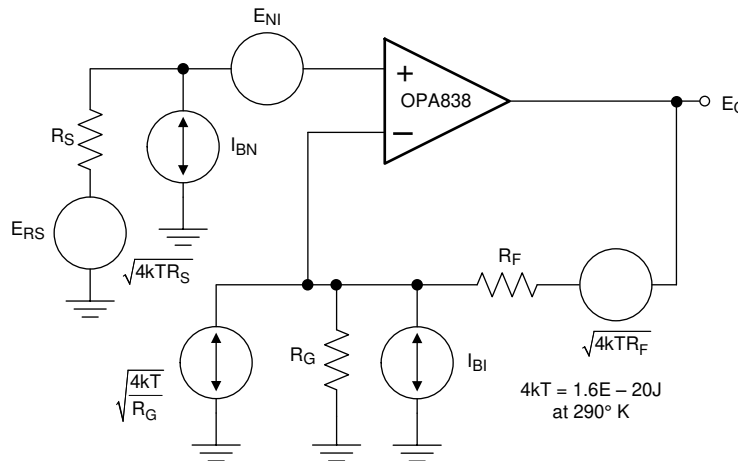 E_NI
+
OPA838
−
E_O
R_S
I_BN
E_RS
√4kTR_S
R_F
√4kTR_F
√4kT/R_G
R_G
I_BI
4kT = 1.6E – 20J
at 290° K